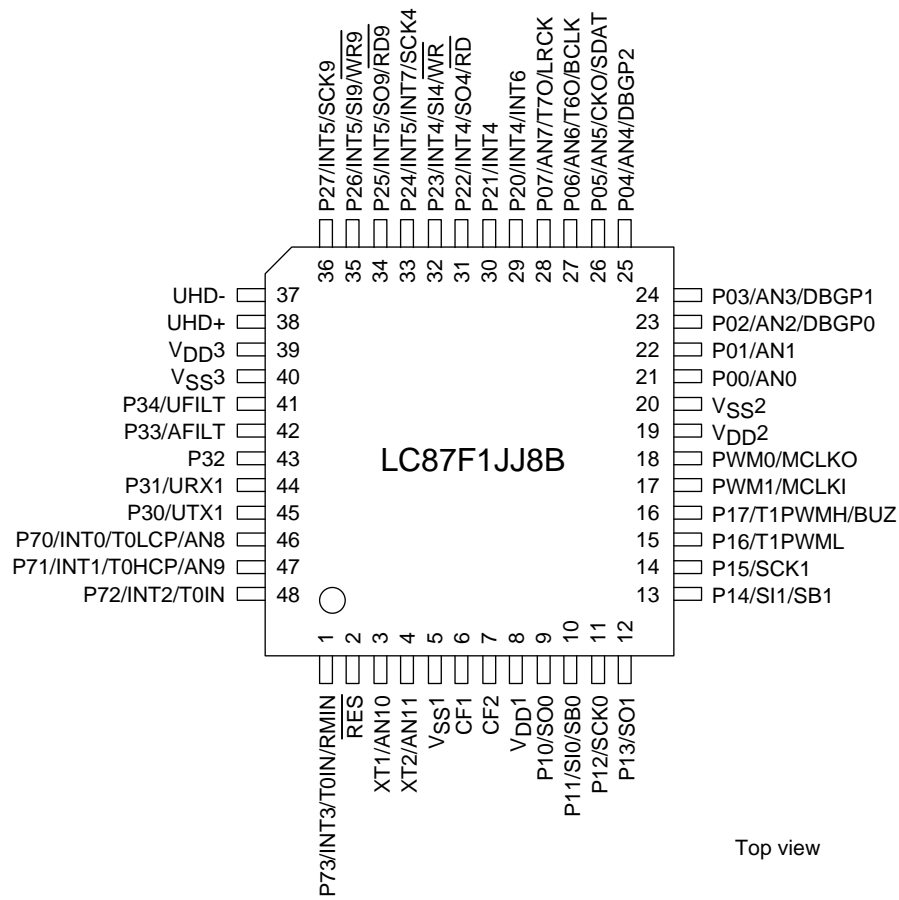 P27/INT5/SCK9
P26/INT5/SI9/WR9
P25/INT5/SO9/RD9
P24/INT5/INT7/SCK4
P23/INT4/SI4/WR
P22/INT4/SO4/RD
P21/INT4
P20/INT4/INT6
P07/AN7/T7O/LRCK
P06/AN6/T6O/BCLK
P05/AN5/CKO/SDAT
P04/AN4/DBGP2
36 35 34 33 32 31 30 29 28 27 26 25
UHD- 37
UHD+ 38
VDD3 39
VSS3 40
P34/UFILT 41
P33/AFILT 42
P32 43
P31/URX1 44
P30/UTX1 45
P70/INT0/T0LCP/AN8 46
P71/INT1/T0HCP/AN9 47
P72/INT2/T0IN 48
LC87F1JJ8B
24 P03/AN3/DBGP1
23 P02/AN2/DBGP0
22 P01/AN1
21 P00/AN0
20 VSS2
19 VDD2
18 PWM0/MCLKO
17 PWM1/MCLKI
16 P17/T1PWMH/BUZ
15 P16/T1PWML
14 P15/SCK1
13 P14/SI1/SB1
1 2 3 4 5 6 7 8 9 10 11 12
P73/INT3/T0IN/RMIN
RES
XT1/AN10
XT2/AN11
VSS1
CF1
CF2
VDD1
P10/SO0
P11/SI0/SB0
P12/SCK0
P13/SO1
Top view